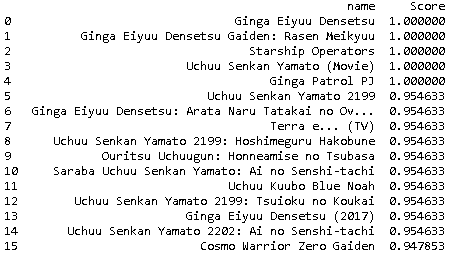 name Score
0 Ginga Eiyuu Densetsu 1.000000
1 Ginga Eiyuu Densetsu Gaiden: Rasen Meikyuu 1.000000
2 Starship Operators 1.000000
3 Uchuu Senkan Yamato (Movie) 1.000000
4 Ginga Patrol PJ 1.000000
5 Uchuu Senkan Yamato 2199 0.954633
6 Ginga Eiyuu Densetsu: Arata Naru Tatakai no Ov... 0.954633
7 Terra e... (TV) 0.954633
8 Uchuu Senkan Yamato 2199: Hoshimeguru Hakobune 0.954633
9 Ouritsu Uchuugun: Honneamise no Tsubasa 0.954633
10 Saraba Uchuu Senkan Yamato: Ai no Senshi-tachi 0.954633
11 Uchuu Kuubo Blue Noah 0.954633
12 Uchuu Senkan Yamato 2199: Tsuioku no Koukai 0.954633
13 Ginga Eiyuu Densetsu (2017) 0.954633
14 Uchuu Senkan Yamato 2202: Ai no Senshi-tachi 0.954633
15 Cosmo Warrior Zero Gaiden 0.947853